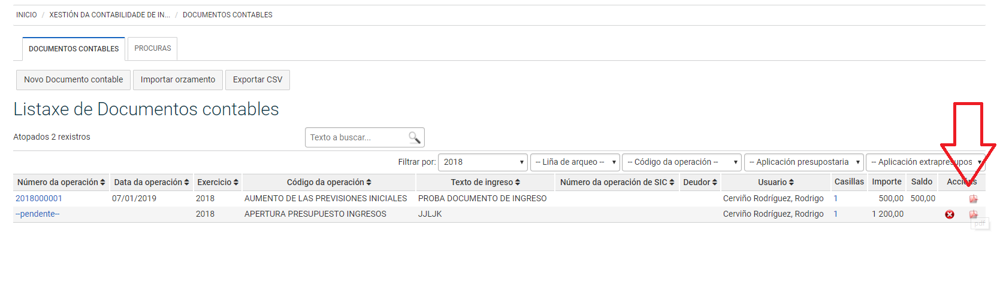 INICIO / XESTIÓN DA CONTABILIDADE DE IN... / DOCUMENTOS CONTABLES
DOCUMENTOS CONTABLES PROCURAS
Novo Documento contable Importar orzamento Exportar CSV
Listaxe de Documentos contables
Atopados 2 rexistros Texto a buscar...
Filtrar por: 2018 -- Liña de arqueo -- -- Código da operación -- -- Aplicación presupostaria -- Aplicación extrapresupos
Número da operación Data da operación Exercicio Código da operación Texto de ingreso Número da operación de SIC Deudor Usuario Casillas Importe Saldo Accións
2018000001 07/01/2019 2018 AUMENTO DE LAS PREVISIONES INICIALES PROBA DOCUMENTO DE INGRESO Cerviño Rodríguez, Rodrigo 1 500,00 500,00
--pendente-- 2018 APERTURA PRESUPUESTO INGRESOS JJLJK Cerviño Rodríguez, Rodrigo 1 1 200,00
pdf